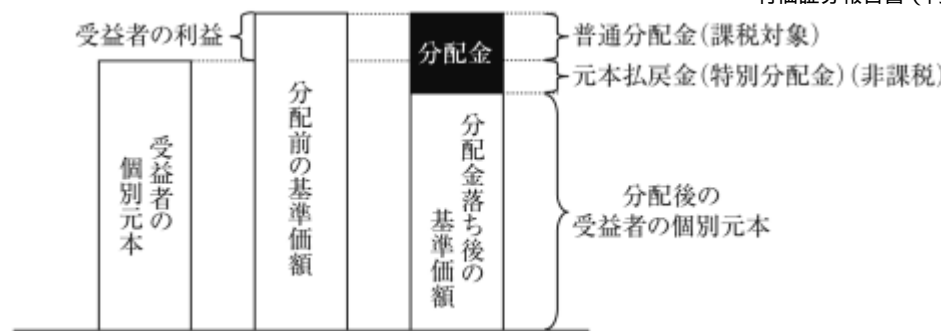 受益者の利益
分配金
普通分配金(課税対象)
元本払戻金(特別分配金)(非課税)
受益者の
個別元本
分配前の基準価額
分配金落ち後の
基準価額
分配後の
受益者の個別元本